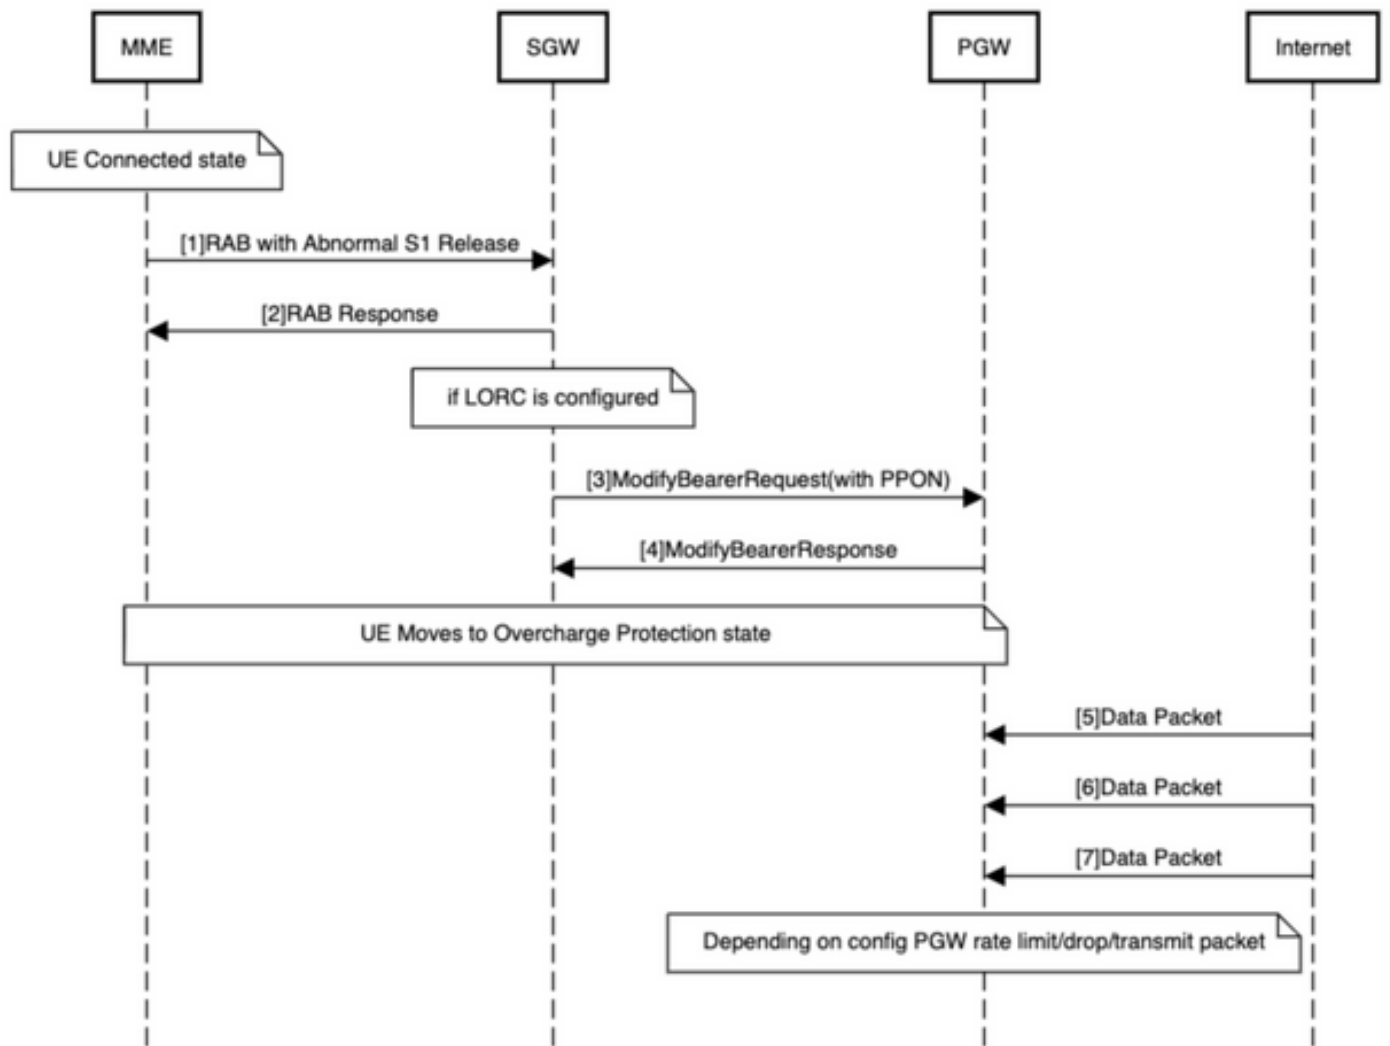 MME
SGW
PGW
Internet
UE Connected state
[1]RAB with Abnormal S1 Release
[2]RAB Response
if LORC is configured
[3]ModifyBearerRequest(with PPON)
[4]ModifyBearerResponse
UE Moves to Overcharge Protection state
[5]Data Packet
[6]Data Packet
[7]Data Packet
Depending on config PGW rate limit/drop/transmit packet